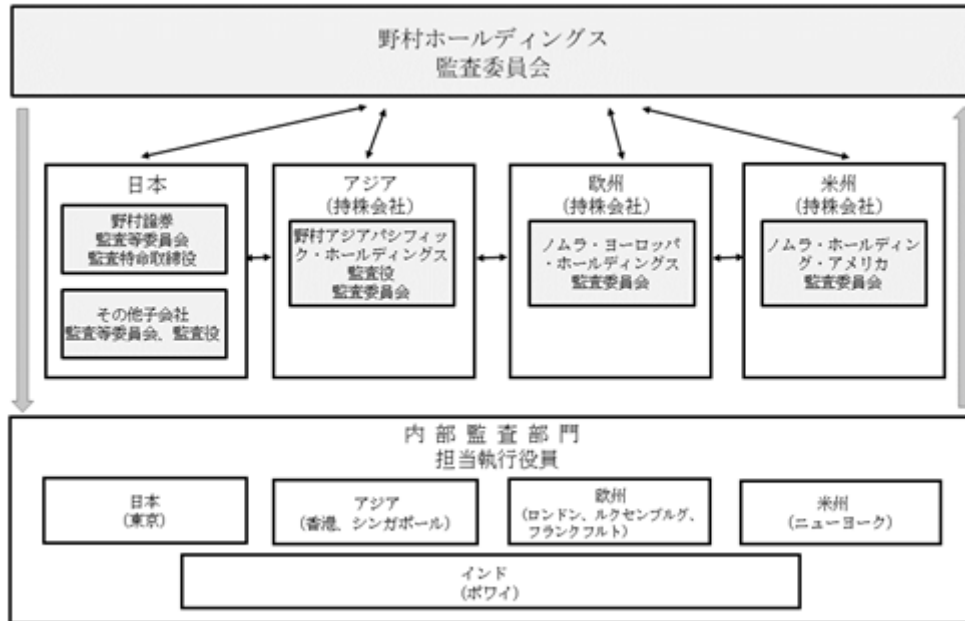 野村ホールディングス
監査委員会
日本
野村證券
監査等委員会
監査特命取締役
その他子会社
監査等委員会、監査役
アジア
(持株会社)
野村アジアパシフィッ
ク・ホールディングス
監査役
監査委員会
欧州
(持株会社)
ノムラ・ヨーロッパ
・ホールディングス
監査委員会
米州
(持株会社)
ノムラ・ホールディン
グ・アメリカ
監査委員会
内部監査部門
担当執行役員
日本
(東京)
アジア
(香港、シンガポール)
欧州
(ロンドン、ルクセンブルグ、
フランクフルト)
米州
(ニューヨーク)
インド
(ポワイ)